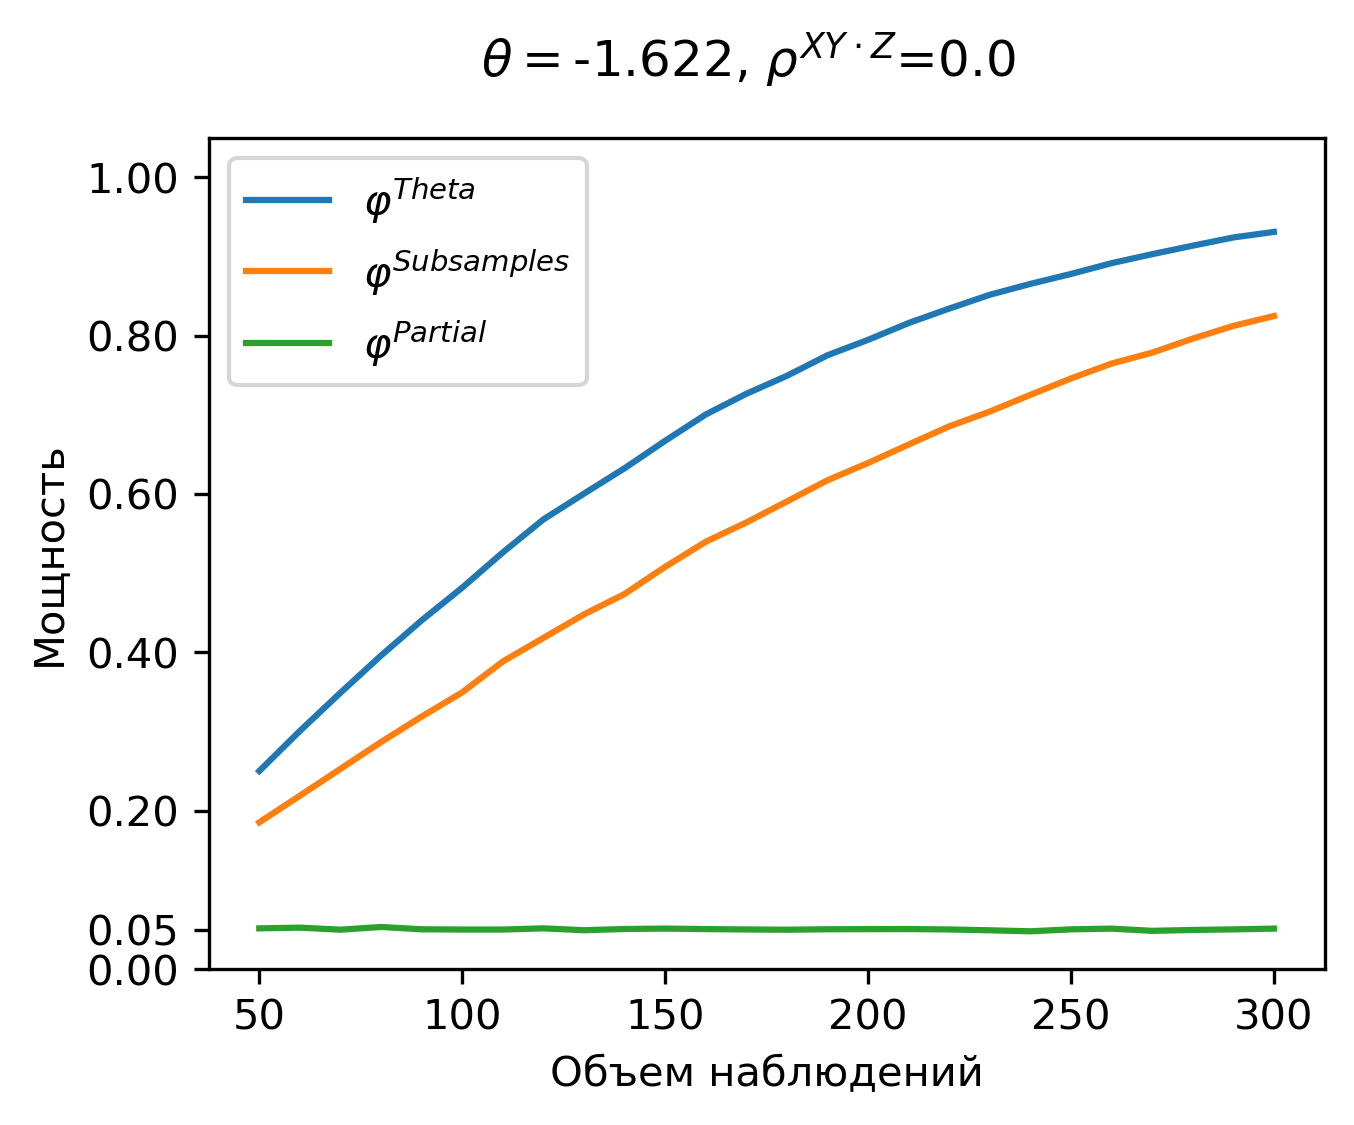 θ = -1.622, ρ^{XY·Z}=0.0
φ^{Theta}
φ^{Subsamples}
φ^{Partial}
1.00
0.80
0.60
0.40
0.20
0.05
0.00
Мощность
50 100 150 200 250 300
Объем наблюдений